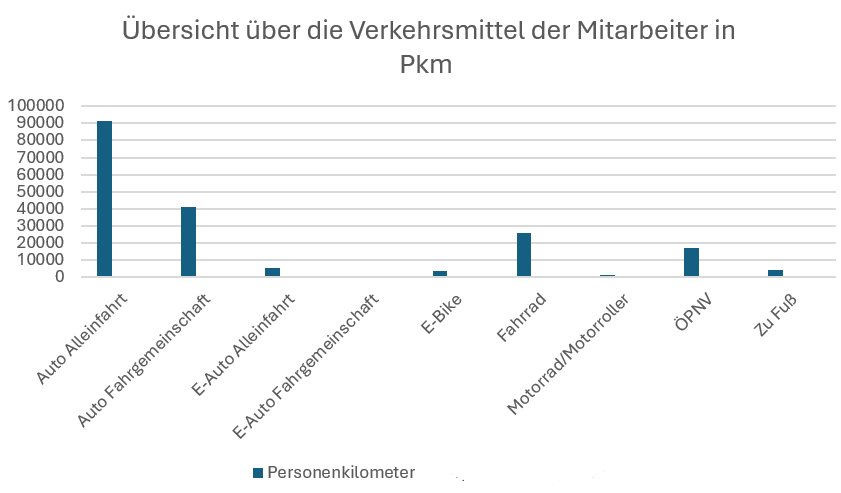 Übersicht über die Verkehrsmittel der Mitarbeiter in
Pkm
100000
90000
80000
70000
60000
50000
40000
30000
20000
10000
0
Auto Alleinfahrt
Auto Fahrgemeinschaft
E-Auto Alleinfahrt
E-Auto Fahrgemeinschaft
E-Bike
Fahrrad
Motorrad/Motorroller
ÖPNV
Zu Fuß
Personenkilometer